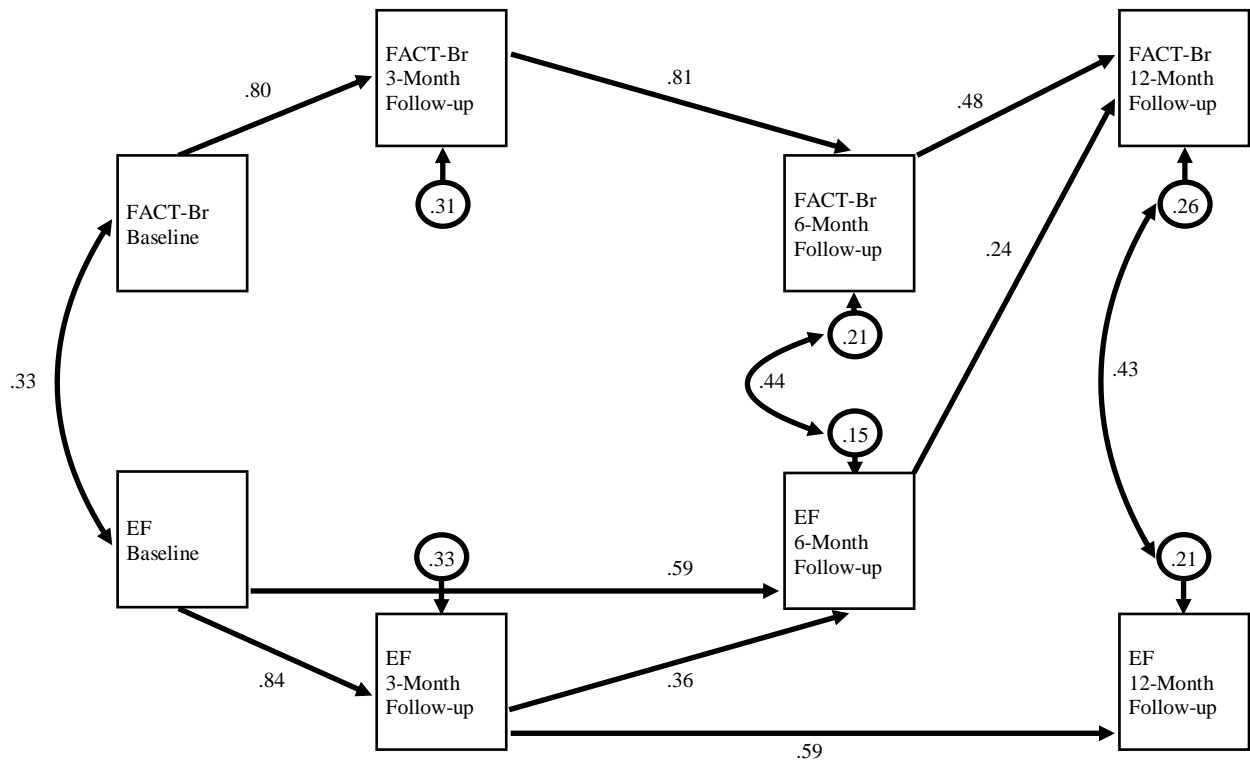 FACT-Br
3-Month
Follow-up
FACT-Br
12-Month
Follow-up
.80
.81
.48
FACT-Br
Baseline
.31
FACT-Br
6-Month
Follow-up
.26
.24
.21
.33
.44
.43
.15
EF
Baseline
.33
.59
EF
6-Month
Follow-up
.21
.84
EF
3-Month
Follow-up
.36
EF
12-Month
Follow-up
.59